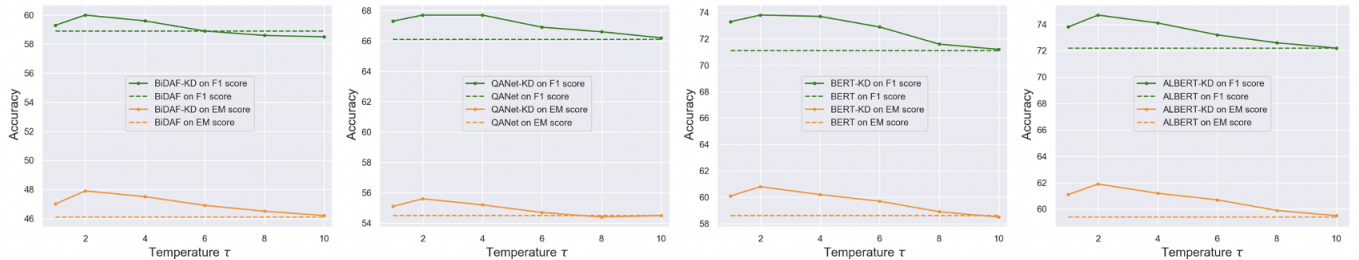 60
58
56
54
52
50
48
46
Accuracy
BiDAF-KD on F1 score
BiDAF on F1 score
BiDAF-KD on EM score
BiDAF on EM score
2 4 6 8 10
Temperature τ
68
66
64
62
60
58
56
54
Accuracy
QANet-KD on F1 score
QANet on F1 score
QANet-KD on EM score
QANet on EM score
2 4 6 8 10
Temperature τ
74
72
70
68
66
64
62
60
58
Accuracy
BERT-KD on F1 score
BERT on F1 score
BERT-KD on EM score
BERT on EM score
2 4 6 8 10
Temperature τ
74
72
70
68
66
64
62
60
Accuracy
ALBERT-KD on F1 score
ALBERT on F1 score
ALBERT-KD on EM score
ALBERT on EM score
2 4 6 8 10
Temperature τ